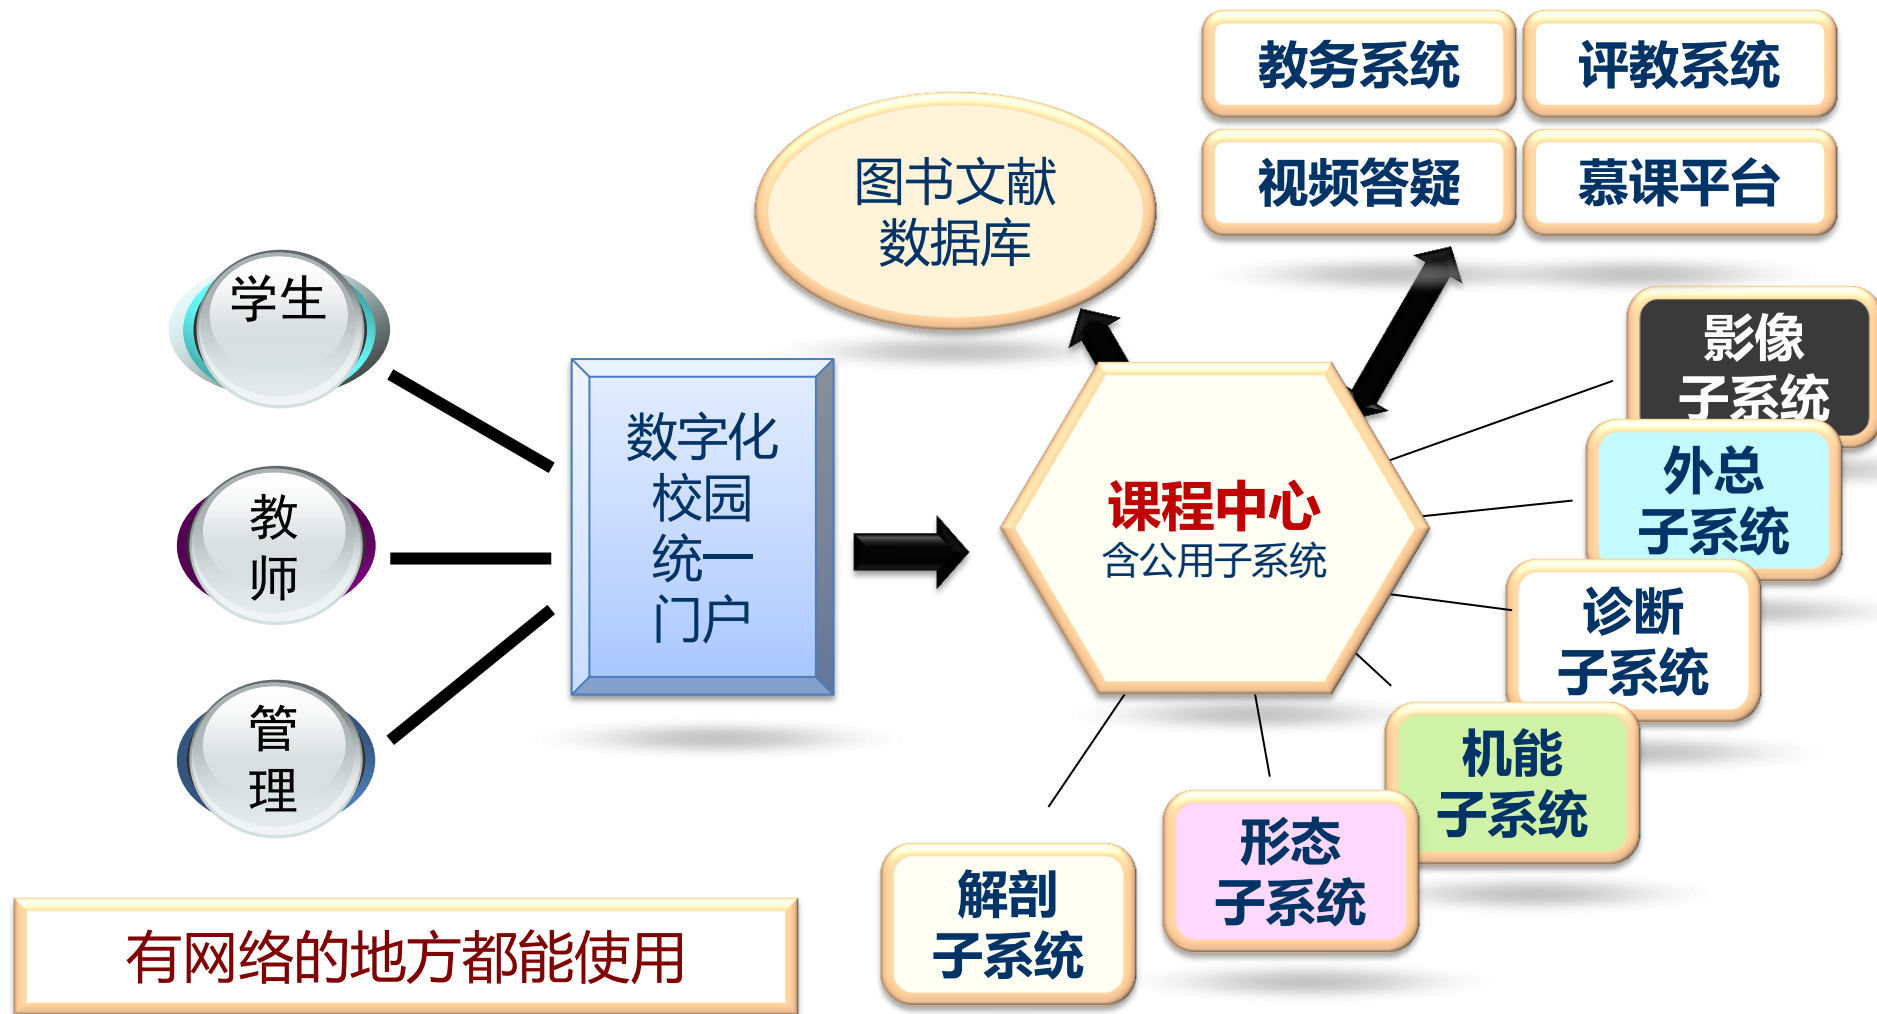 教务系统
评教系统
视频答疑
慕课平台
图书文献
数据库
学生
教
师
管
理
数字化
校园
统一
门户
课程中心
含公用子系统
影像
子系统
外总
子系统
诊断
子系统
机能
子系统
形态
子系统
解剖
子系统
有网络的地方都能使用